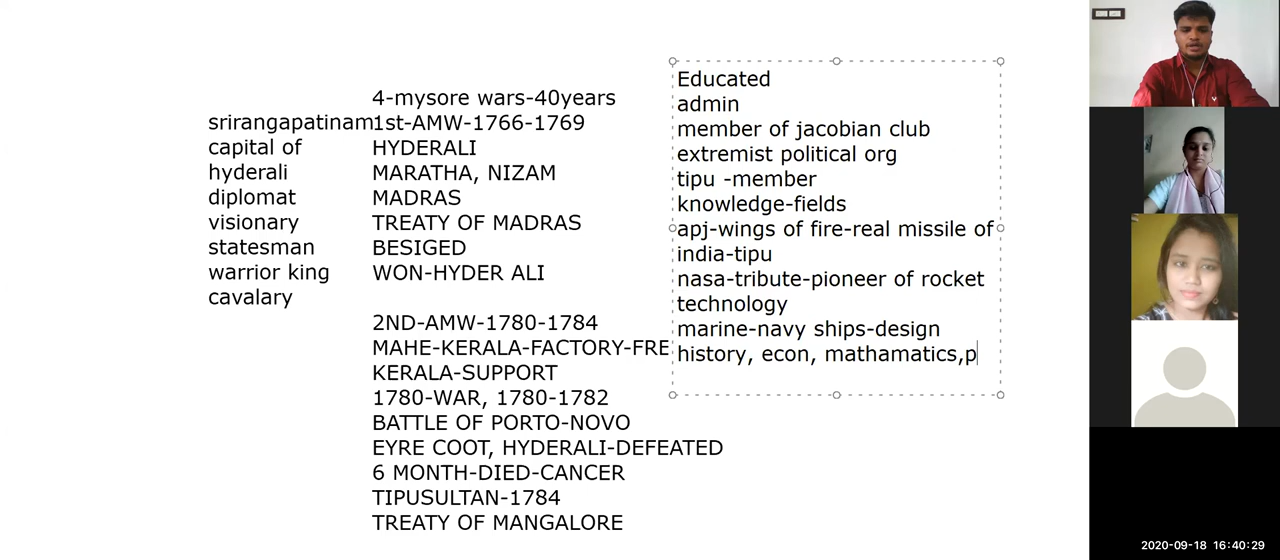 srirangapatinam
capital of
hyderali
diplomat
visionary
statesman
warrior king
cavalary
4-mysore wars-40years
1st-AMW-1766-1769
HYDERALI
MARATHA, NIZAM
MADRAS
TREATY OF MADRAS
BESIGED
WON-HYDER ALI
2ND-AMW-1780-1784
MAHE-KERALA-FACTORY-FRE
KERALA-SUPPORT
1780-WAR, 1780-1782
BATTLE OF PORTO-NOVO
EYRE COOT, HYDERALI-DEFEATED
6 MONTH-DIED-CANCER
TIPUSULTAN-1784
TREATY OF MANGALORE
Educated
admin
member of jacobian club
extremist political org
tipu -member
knowledge-fields
apj-wings of fire-real missile of
india-tipu
nasa-tribute-pioneer of rocket
technology
marine-navy ships-design
history, econ, mathamatics,p
2020-09-18 16:40:29